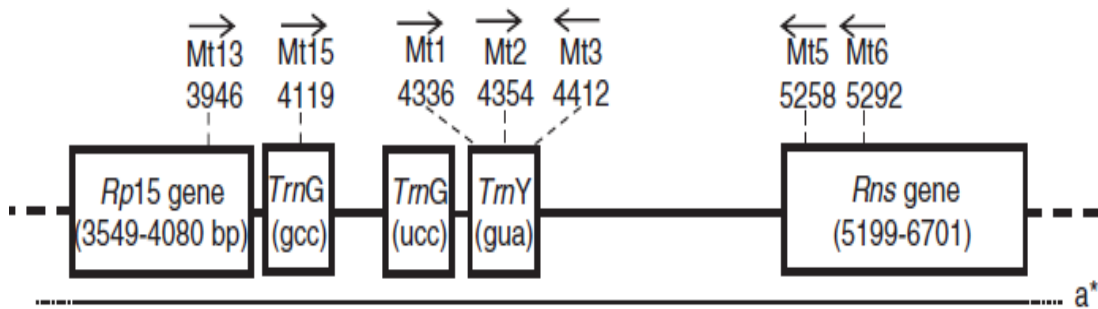 Mt13 Mt15 Mt1 Mt2 Mt3 Mt5 Mt6
3946 4119 4336 4354 4412 5258 5292
Rp15 gene TrnG TrnG TrnY Rns gene
(3549-4080 bp) (gcc) (ucc) (gua) (5199-6701)
a*